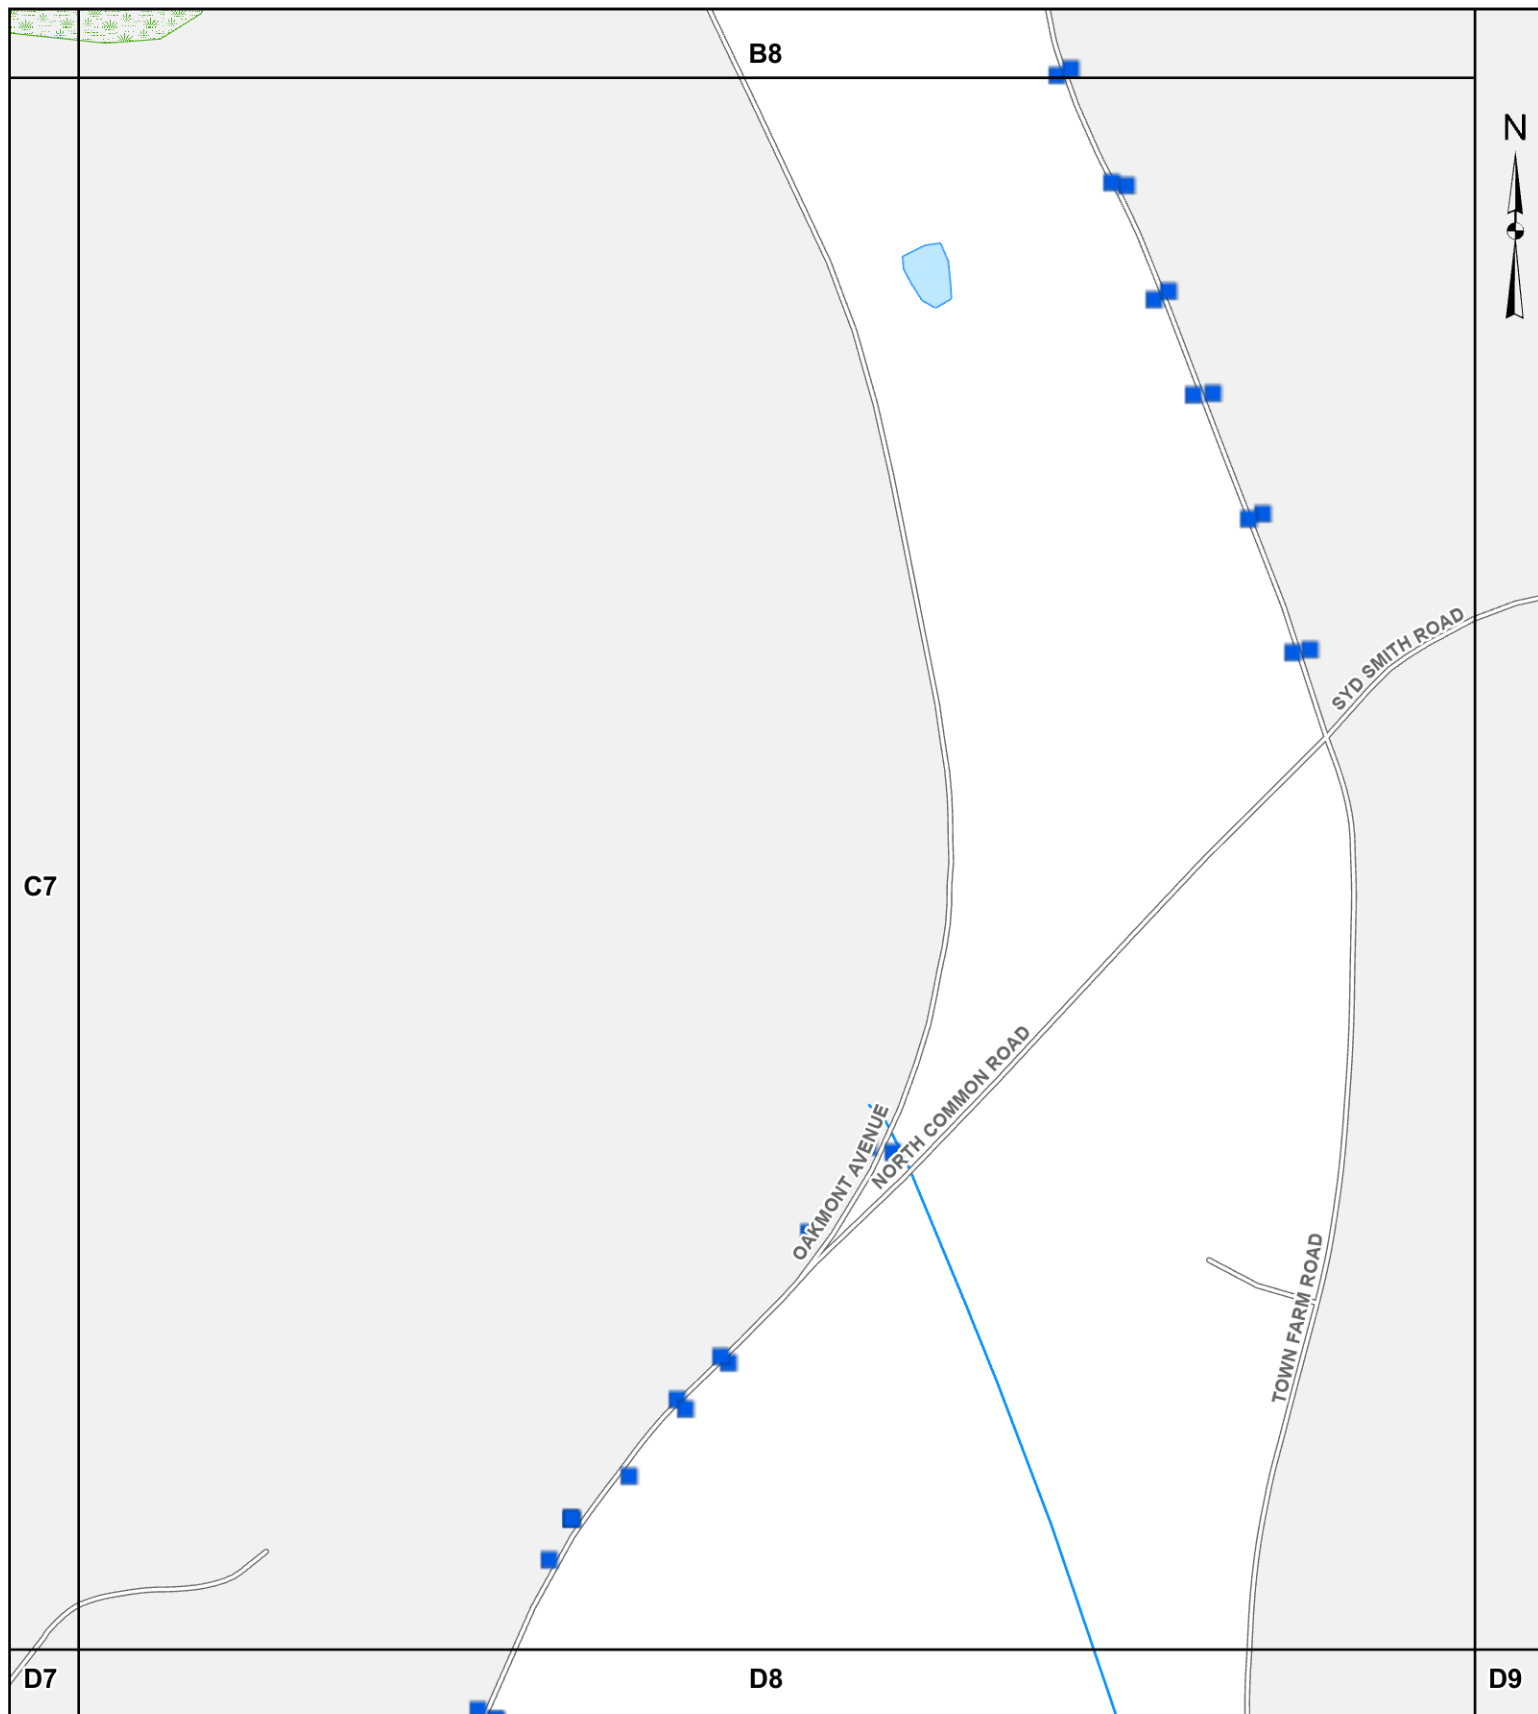 B8
N
SYD SMITH ROAD
C7
NORTH COMMON ROAD
OAKMONT AVENUE
TOWN FARM ROAD
D7
D8
D9